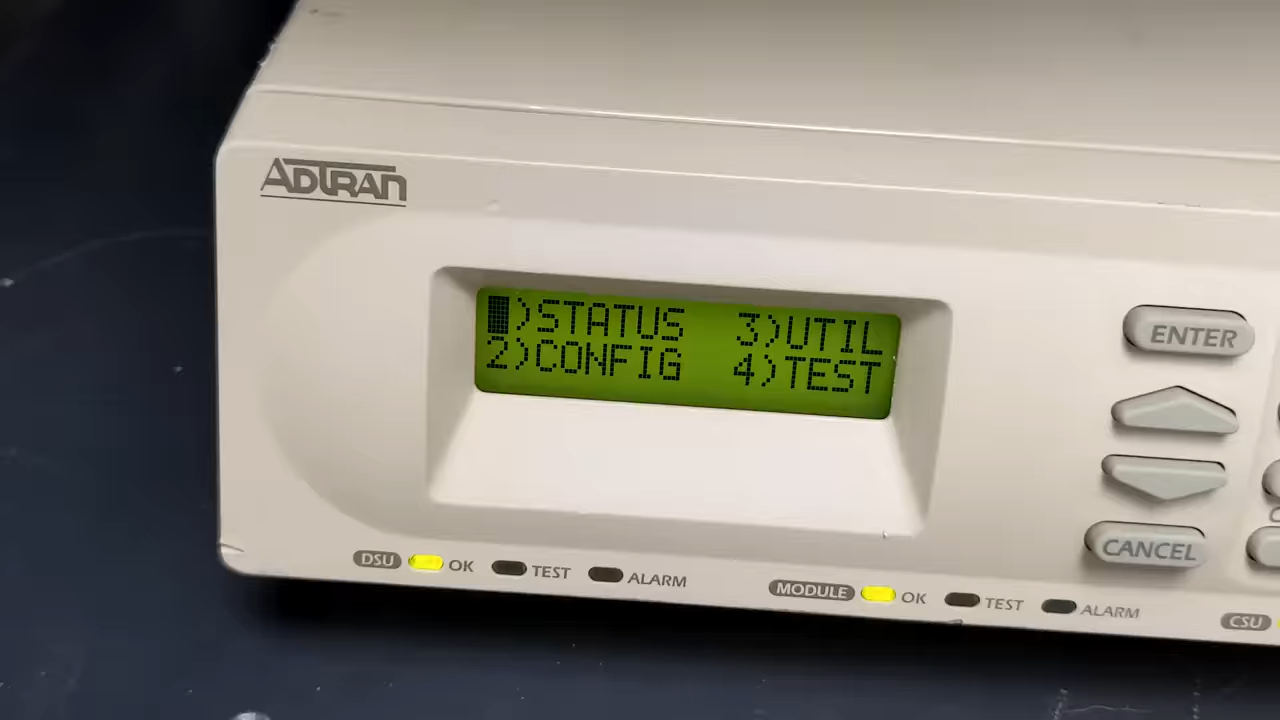 ADTRAN
)STATUS 3)UTIL
2)CONFIG 4)TEST
ENTER
CANCEL
DSU OK TEST ALARM MODULE OK TEST ALARM CSU